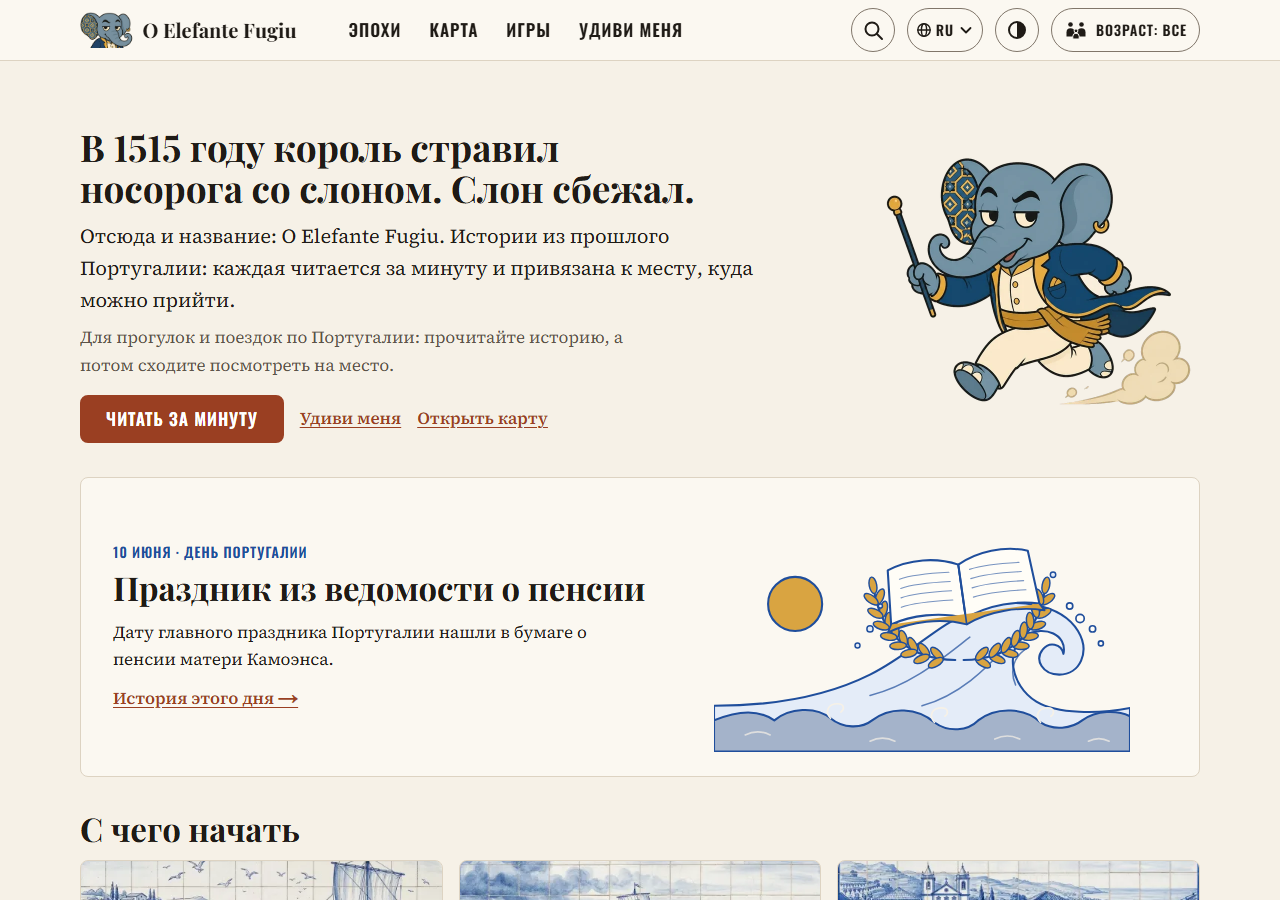 O Elefante Fugiu
ЭПОХИ
КАРТА
ИГРЫ
УДИВИ МЕНЯ
RU
ВОЗРАСТ: ВСЕ
В 1515 году король стравил
носорога со слоном. Слон сбежал.
Отсюда и название: O Elefante Fugiu. Истории из прошлого
Португалии: каждая читается за минуту и привязана к месту, куда
можно прийти.
Для прогулок и поездок по Португалии: прочитайте историю, а
потом сходите посмотреть на место.
ЧИТАТЬ ЗА МИНУТУ
Удиви меня
Открыть карту
10 ИЮНЯ · ДЕНЬ ПОРТУГАЛИИ
Праздник из ведомости о пенсии
Дату главного праздника Португалии нашли в бумаге о
пенсии матери Камоэнса.
История этого дня →
С чего начать